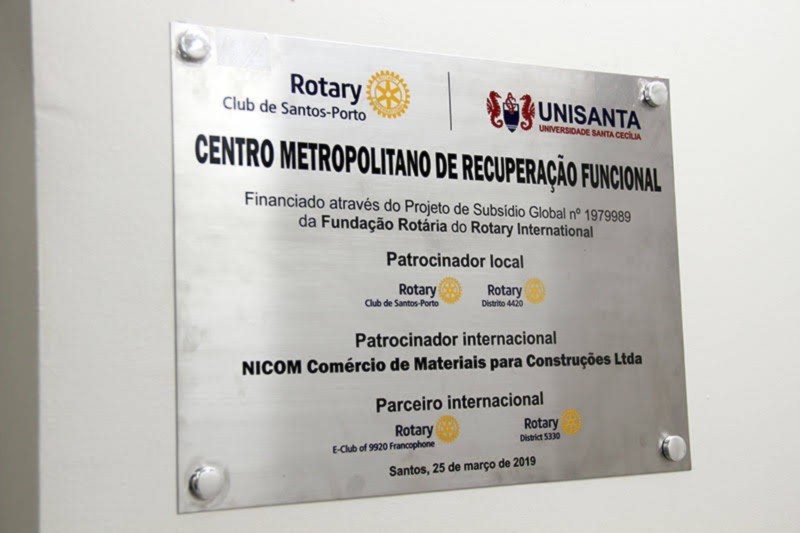 Rotary
Club de Santos-Porto
UNISANTA
UNIVERSIDADE SANTA CECÍLIA
CENTRO METROPOLITANO DE RECUPERAÇÃO FUNCIONAL
Financiado através do Projeto de Subsídio Global nº 1979989
da Fundação Rotária do Rotary International
Patrocinador local
Rotary
Club de Santos-Porto
Rotary
Distrito 4420
Patrocinador internacional
NICOM Comércio de Materiais para Construções Ltda
Parceiro internacional
Rotary
E-Club of 9920 Francophone
Rotary
District 5330
Santos, 25 de março de 2019